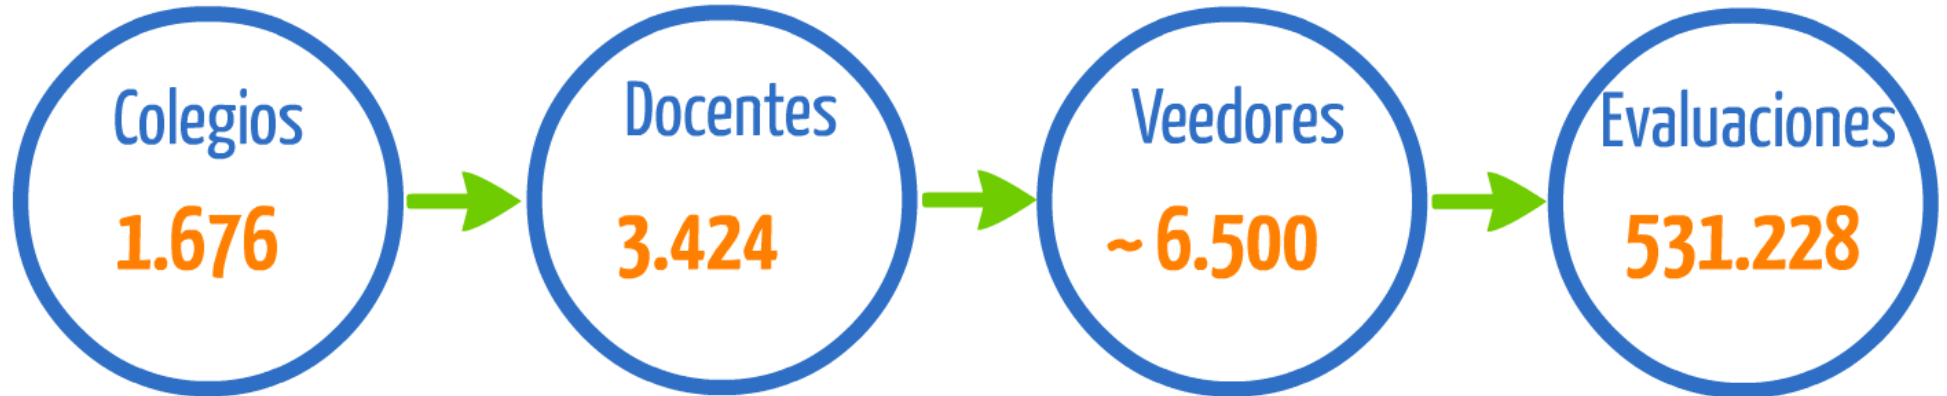 Colegios
1.676
Docentes
3.424
Veedores
~ 6.500
Evaluaciones
531.228